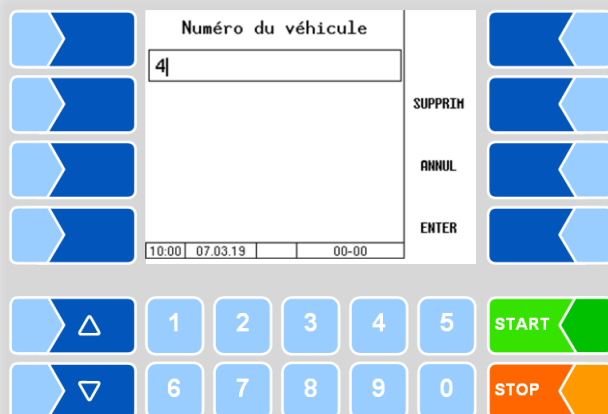 Numéro du véhicule
4
SUPPRIM
ANNUL
ENTER
10:00 07.03.19 00-00
1 2 3 4 5 START
6 7 8 9 0 STOP